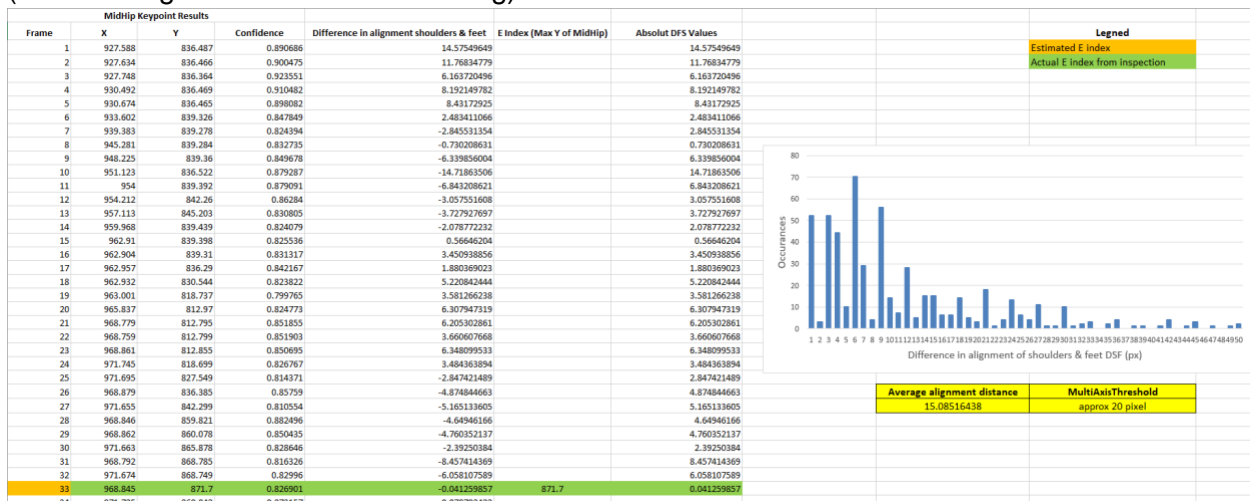 MidHip Keypoint Results
Frame X Y Confidence Difference in alignment shoulders & feet E Index (Max Y of MidHip) Absolut DFS Values Legned
1 927.588 836.487 0.890686 14.57549649 14.57549649 Estimated E index
2 927.634 836.466 0.900475 11.76834779 11.76834779 Actual E index from inspection
3 927.748 836.364 0.923551 6.163720496 6.163720496
4 930.492 836.469 0.910482 8.192149782 8.192149782
5 930.674 836.465 0.898082 8.43172925 8.43172925
6 933.602 839.326 0.847849 2.483411066 2.483411066
7 939.383 839.278 0.824394 -2.845531354 2.845531354
8 945.281 839.284 0.832735 -0.730208631 0.730208631
9 948.225 839.36 0.849678 -6.339856004 6.339856004
10 951.123 836.522 0.879287 -14.71863506 14.71863506
11 954 839.392 0.879091 -6.843208621 6.843208621
12 954.212 842.26 0.86284 -3.057551608 3.057551608
13 957.113 845.203 0.830805 -3.727927697 3.727927697
14 959.968 839.439 0.824079 -2.078772232 2.078772232
15 962.91 839.398 0.825536 0.56646204 0.56646204
16 962.904 839.31 0.831317 3.450938856 3.450938856
17 962.957 836.29 0.842167 1.880369023 1.880369023
18 962.932 830.544 0.823822 5.220842444 5.220842444
19 963.001 818.737 0.799765 3.581266238 3.581266238
20 965.837 812.97 0.824773 6.307947319 6.307947319
21 968.779 812.795 0.851855 6.205302861 6.205302861
22 968.759 812.799 0.851903 3.660607668 3.660607668
23 968.861 812.855 0.850695 6.348099533 6.348099533
24 971.745 818.699 0.826767 3.484363894 3.484363894
25 971.695 827.549 0.814371 -2.847421489 2.847421489
26 968.879 836.385 0.85759 -4.874844663 4.874844663
27 971.655 842.299 0.810554 -5.165133605 5.165133605
28 968.846 859.821 0.882496 -4.64946166 4.64946166
29 968.862 860.078 0.850435 -4.760352137 4.760352137
30 971.663 865.878 0.828646 -2.39250384 2.39250384
31 968.792 868.785 0.816326 -8.457414369 8.457414369
32 971.674 868.749 0.82996 -6.058107589 6.058107589
33 968.845 871.7 0.826901 -0.041259857 871.7 0.041259857
80
70
60
50
40
30
20
10
0
Occurances
1 2 3 4 5 6 7 8 9 10 11 12 13 14 15 16 17 18 19 20 21 22 23 24 25 26 27 28 29 30 31 32 33 34 35 36 37 38 39 40 41 42 43 44 45 46 47 48 49 50
Difference in alignment of shoulders & feet DSF (px)
Average alignment distance MultiAxisThreshold
15.08516438 approx 20 pixel